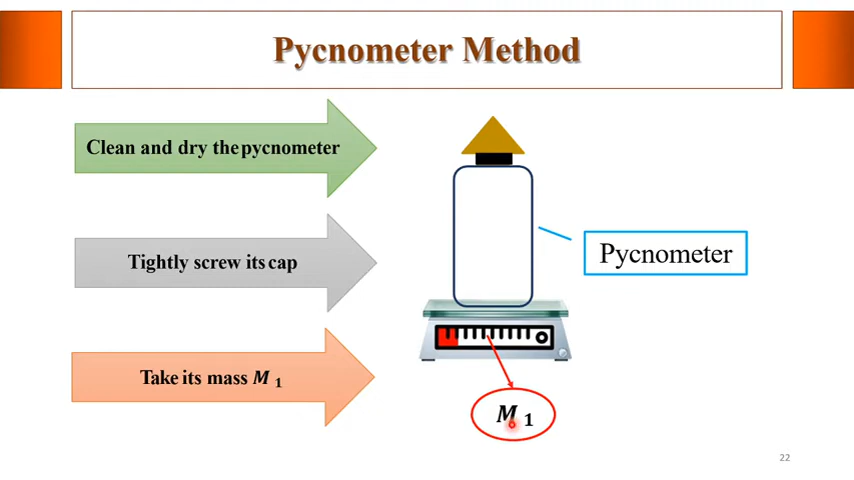 Pycnometer Method
Clean and dry the pycnometer
Tightly screw its cap
Take its mass M 1
Pycnometer
M 1
22